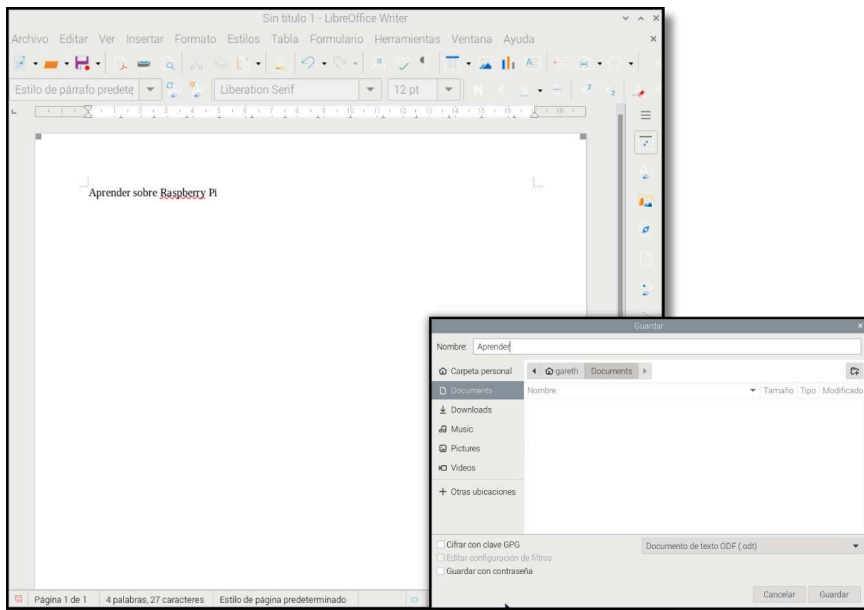 Sin título 1 - LibreOffice Writer
Archivo Editar Ver Insertar Formato Estilos Tabla Formulario Herramientas Ventana Ayuda
Estilo de párrafo predete Liberation Serif 12 pt N K S
Aprender sobre Raspberry Pi
Guardar
Nombre: Aprender
Carpeta personal gareth Documents
Documents Nombre Tamaño Tipo Modificado
Downloads
Music
Pictures
Videos
Otras ubicaciones
Cifrar con clave GPG Documento de texto ODF (.odt)
Editar configuración de filtros
Guardar con contraseña
Cancelar Guardar
Página 1 de 1 4 palabras, 27 caracteres Estilo de página predeterminado